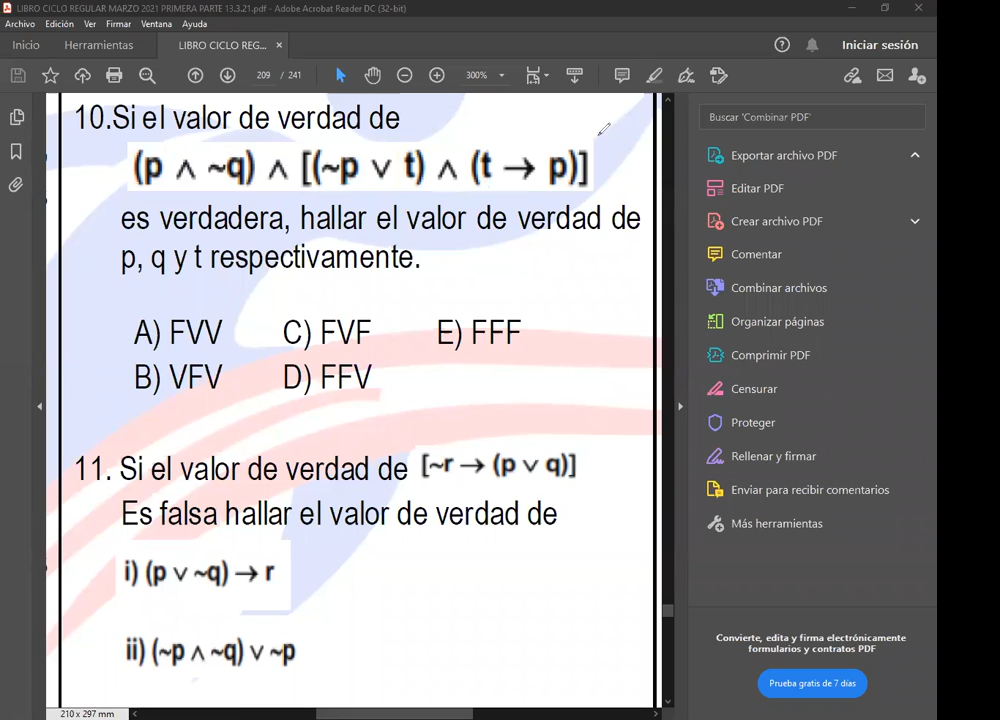 LIBRO CICLO REGULAR MARZO 2021 PRIMERA PARTE 13.3.21.pdf - Adobe Acrobat Reader DC (32-bit)
Archivo Edición Ver Firmar Ventana Ayuda
Inicio Herramientas LIBRO CICLO REG... × Iniciar sesión
209 / 241 300%
10.Si el valor de verdad de
(p ∧ ~q) ∧ [(~p ∨ t) ∧ (t → p)]
es verdadera, hallar el valor de verdad de
p, q y t respectivamente.
A) FVV C) FVF E) FFF
B) VFV D) FFV
11. Si el valor de verdad de [~r → (p ∨ q)]
Es falsa hallar el valor de verdad de
i) (p ∨ ~q) → r
ii) (~p ∧ ~q) ∨ ~p
210 x 297 mm
Buscar 'Combinar PDF'
Exportar archivo PDF
Editar PDF
Crear archivo PDF
Comentar
Combinar archivos
Organizar páginas
Comprimir PDF
Censurar
Proteger
Rellenar y firmar
Enviar para recibir comentarios
Más herramientas
Convierte, edita y firma electrónicamente
formularios y contratos PDF
Prueba gratis de 7 días